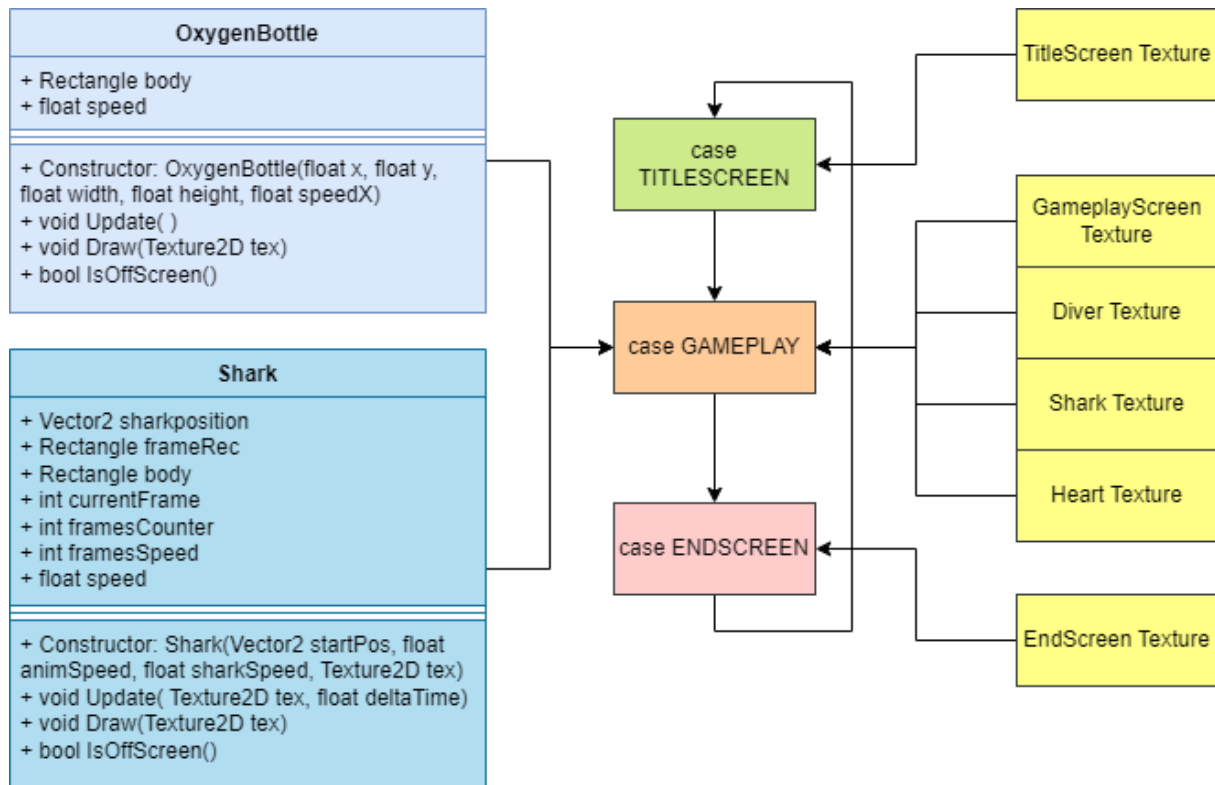 OxygenBottle
+ Rectangle body
+ float speed
+ Constructor: OxygenBottle(float x, float y,
float width, float height, float speedX)
+ void Update( )
+ void Draw(Texture2D tex)
+ bool IsOffScreen()
Shark
+ Vector2 sharkposition
+ Rectangle frameRec
+ Rectangle body
+ int currentFrame
+ int framesCounter
+ int framesSpeed
+ float speed
+ Constructor: Shark(Vector2 startPos, float
animSpeed, float sharkSpeed, Texture2D tex)
+ void Update( Texture2D tex, float deltaTime)
+ void Draw(Texture2D tex)
+ bool IsOffScreen()
case
TITLESCREEN
case GAMEPLAY
case ENDSCREEN
TitleScreen Texture
GameplayScreen
Texture
Diver Texture
Shark Texture
Heart Texture
EndScreen Texture